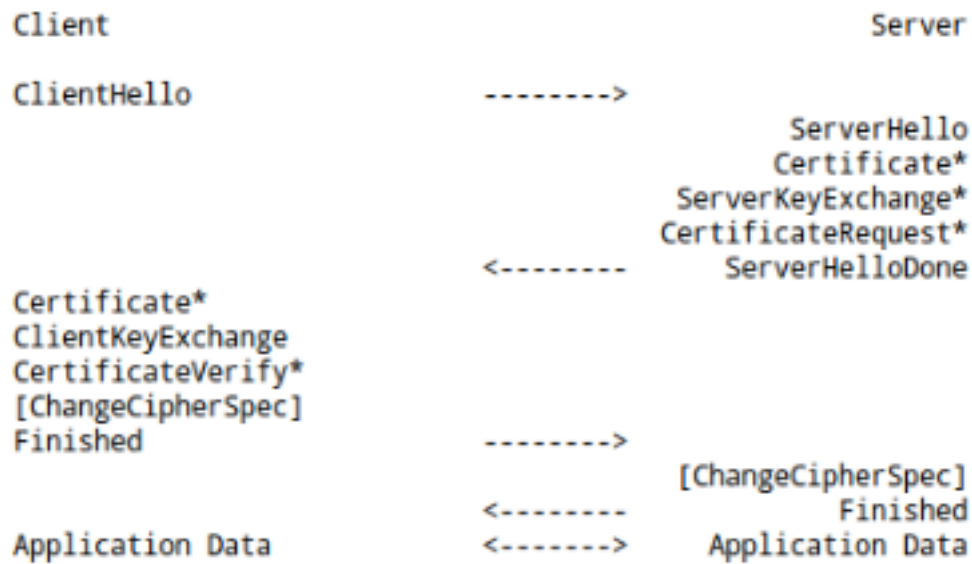 Client Server
ClientHello -------->
ServerHello
Certificate*
ServerKeyExchange*
CertificateRequest*
<-------- ServerHelloDone
Certificate*
ClientKeyExchange
CertificateVerify*
[ChangeCipherSpec]
Finished -------->
[ChangeCipherSpec]
<-------- Finished
Application Data <-------> Application Data